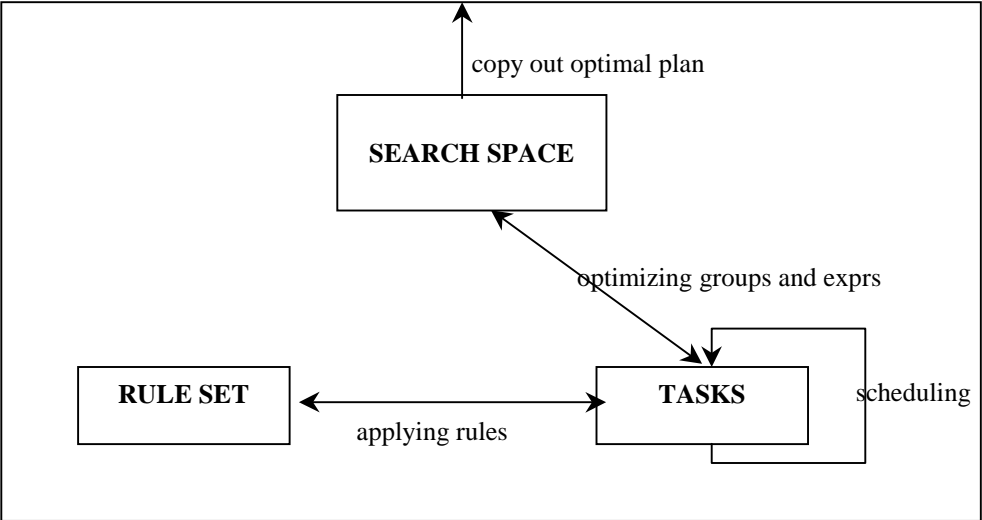 copy out optimal plan
SEARCH SPACE
optimizing groups and exprs
RULE SET
TASKS
scheduling
applying rules